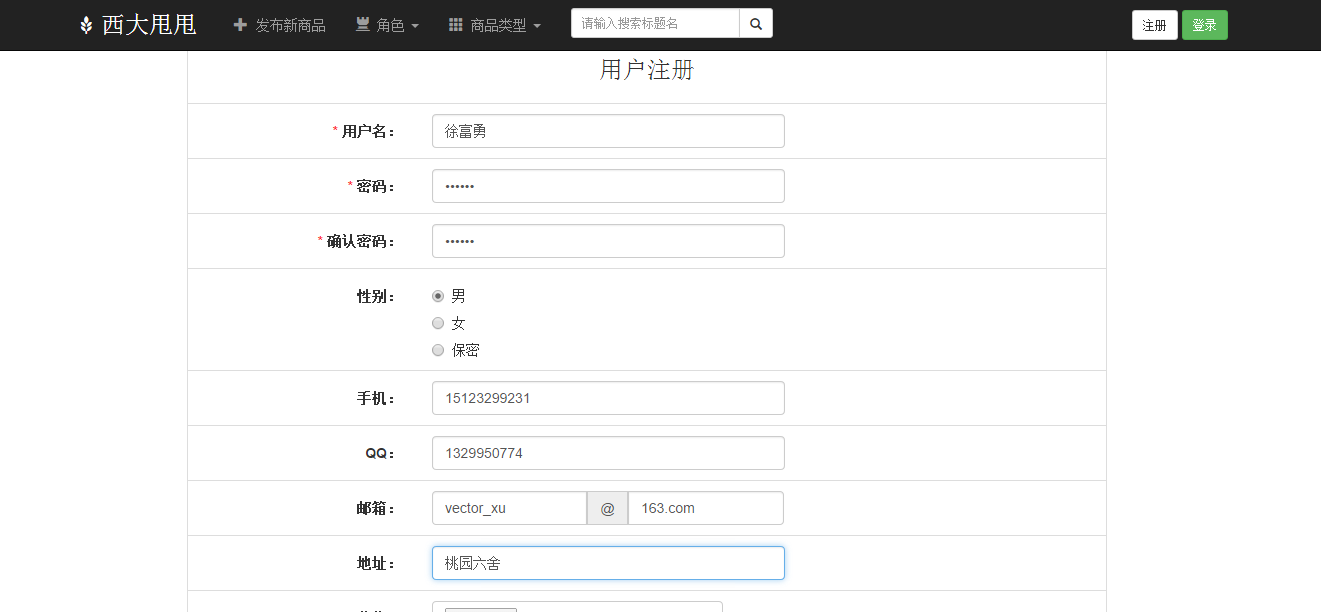 西大甩甩 发布新商品 角色 商品类型 请输入搜索标题名 注册 登录
用户注册
* 用户名： 徐富勇
* 密码： ••••••
* 确认密码： ••••••
性别： 男
女
保密
手机： 15123299231
QQ： 1329950774
邮箱： vector_xu @ 163.com
地址： 桃园六舍